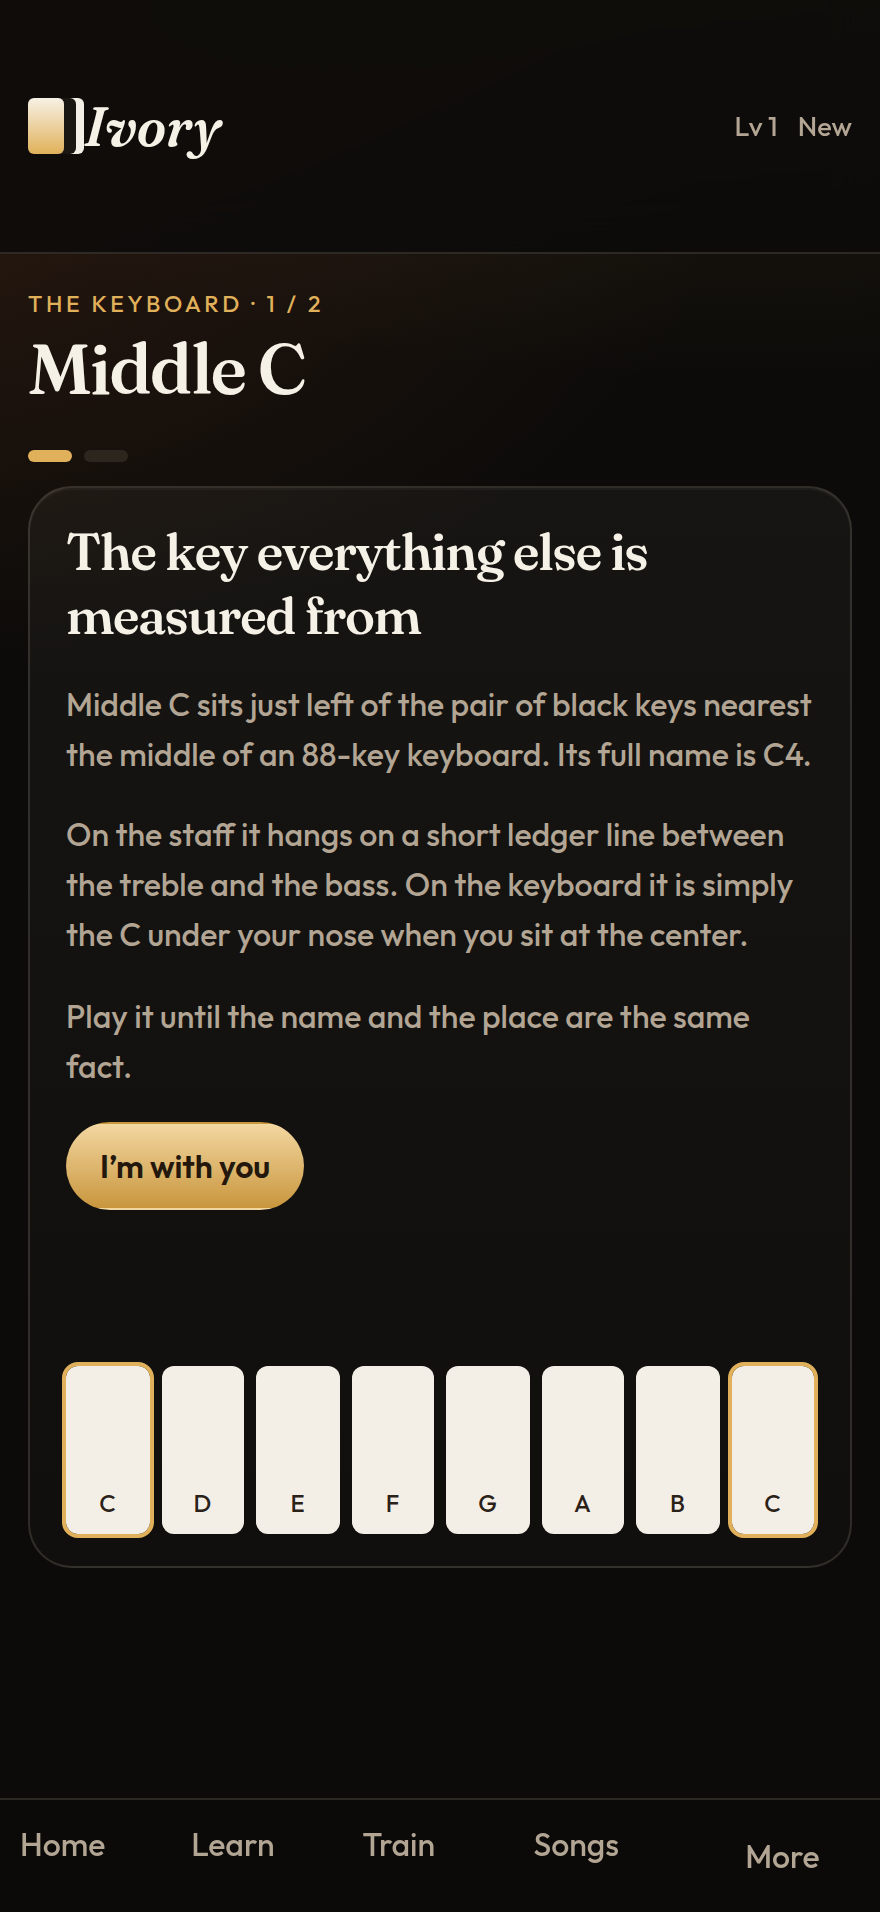 Ivory
Lv 1 New
THE KEYBOARD · 1 / 2
Middle C
The key everything else is
measured from
Middle C sits just left of the pair of black keys nearest
the middle of an 88-key keyboard. Its full name is C4.
On the staff it hangs on a short ledger line between
the treble and the bass. On the keyboard it is simply
the C under your nose when you sit at the center.
Play it until the name and the place are the same
fact.
I’m with you
C D E F G A B C
Home Learn Train Songs More